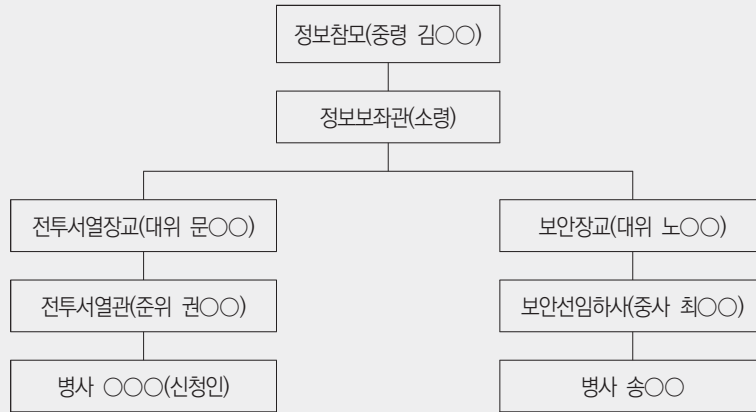 정보참모(중령 김○○)
정보보좌관(소령)
전투서열장교(대위 문○○)
보안장교(대위 노○○)
전투서열관(준위 권○○)
보안선임하사(중사 최○○)
병사 ○○○(신청인)
병사 송○○